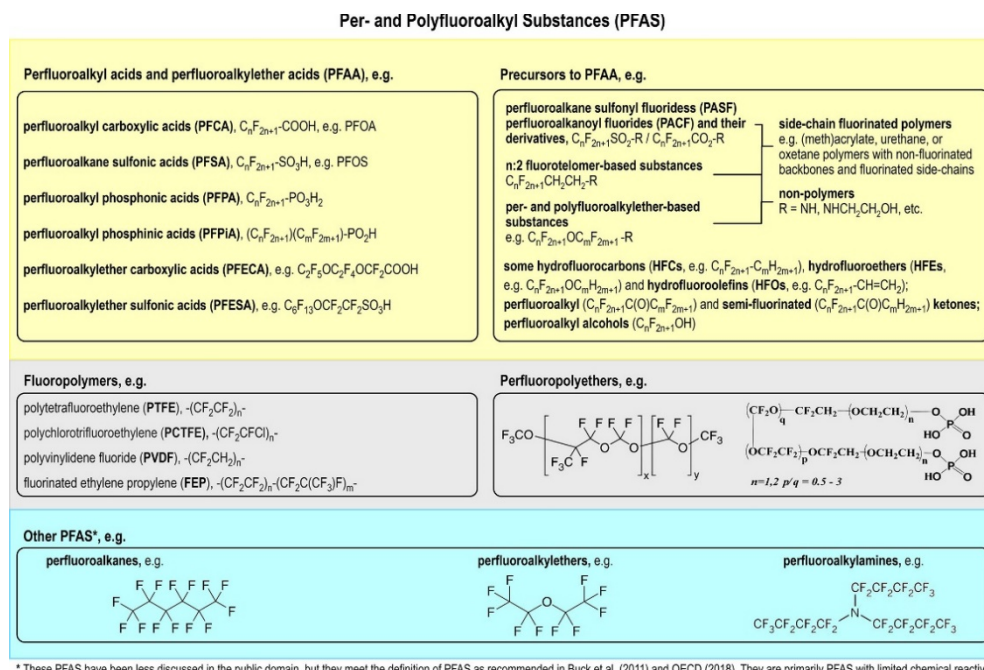 Per- and Polyfluoroalkyl Substances (PFAS)
Perfluoroalkyl acids and perfluoroalkylether acids (PFAA), e.g.
perfluoroalkyl carboxylic acids (PFCA), CnF2n+1-COOH, e.g. PFOA
perfluoroalkane sulfonic acids (PFSA), CnF2n+1-SO3H, e.g. PFOS
perfluoroalkyl phosphonic acids (PFPA), CnF2n+1-PO3H2
perfluoroalkyl phosphinic acids (PFPiA), (CnF2n+1)(CmF2m+1)-PO2H
perfluoroalkylether carboxylic acids (PFECA), e.g. C2F5OC2F4OCF2COOH
perfluoroalkylether sulfonic acids (PFESA), e.g. C6F13OCF2CF2SO3H
Precursors to PFAA, e.g.
perfluoroalkane sulfonyl fluoridess (PASF)
perfluoroalkanoyl fluorides (PACF) and their
derivatives, CnF2n+1SO2-R / CnF2n+1CO2-R
n:2 fluorotelomer-based substances
CnF2n+1CH2CH2-R
per- and polyfluoroalkylether-based
substances
e.g. CnF2n+1OCmF2m+1-R
side-chain fluorinated polymers
e.g. (meth)acrylate, urethane, or
oxetane polymers with non-fluorinated
backbones and fluorinated side-chains
non-polymers
R = NH, NHCH2CH2OH, etc.
some hydrofluorocarbons (HFCs, e.g. CnF2n+1-CmH2m+1), hydrofluoroethers (HFEs,
e.g. CnF2n+1OCmH2m+1) and hydrofluoroolefins (HFOs, e.g. CnF2n+1-CH=CH2);
perfluoroalkyl (CnF2n+1C(O)CmF2m+1) and semi-fluorinated (CnF2n+1C(O)CmH2m+1) ketones;
perfluoroalkyl alcohols (CnF2n+1OH)
Fluoropolymers, e.g.
polytetrafluoroethylene (PTFE), -(CF2CF2)n-
polychlorotrifluoroethylene (PCTFE), -(CF2CFCl)n-
polyvinylidene fluoride (PVDF), -(CF2CH2)n-
fluorinated ethylene propylene (FEP), -(CF2CF2)n-(CF2C(CF3)F)m-
Perfluoropolyethers, e.g.
F F F F F F
F3CO O O O CF3
F3C F x y
(CF2O)q—CF2CH2—(OCH2CH2)n—O P OH
HO O
(OCF2CF2)p—OCF2CH2—(OCH2CH2)n—O P OH
HO O
n=1,2 p/q = 0.5 - 3
Other PFAS*, e.g.
perfluoroalkanes, e.g.
F F F F F F
F F
F F F F F F
perfluoroalkylethers, e.g.
F F
F F
F O F
F F F F
perfluoroalkylamines, e.g.
CF2CF2CF2CF3
N
CF3CF2CF2CF2 CF2CF2CF2CF3
* These PFAS have been less discussed in the public domain, but they meet the definition of PFAS as recommended in Buck et al. (2011) and OECD (2018). They are primarily PFAS with limited chemical